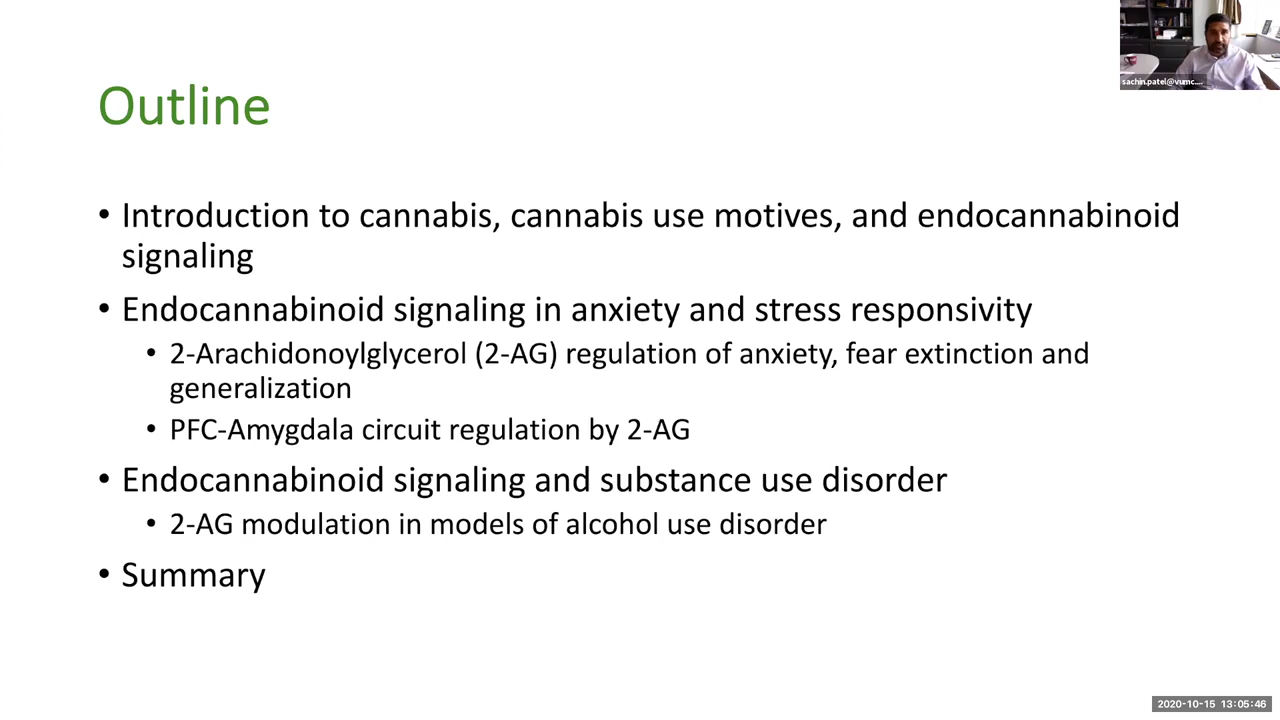 sachin.patel@vumc....
Outline
• Introduction to cannabis, cannabis use motives, and endocannabinoid
signaling
• Endocannabinoid signaling in anxiety and stress responsivity
• 2-Arachidonoylglycerol (2-AG) regulation of anxiety, fear extinction and
generalization
• PFC-Amygdala circuit regulation by 2-AG
• Endocannabinoid signaling and substance use disorder
• 2-AG modulation in models of alcohol use disorder
• Summary
2020-10-15 13:05:46